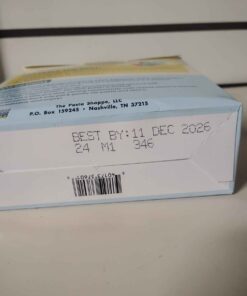 The Pasta Shoppe, LLC
P.O. Box 159245 • Nashville, TN 37215
BEST BY: 11 DEC 2026
24 M1 346